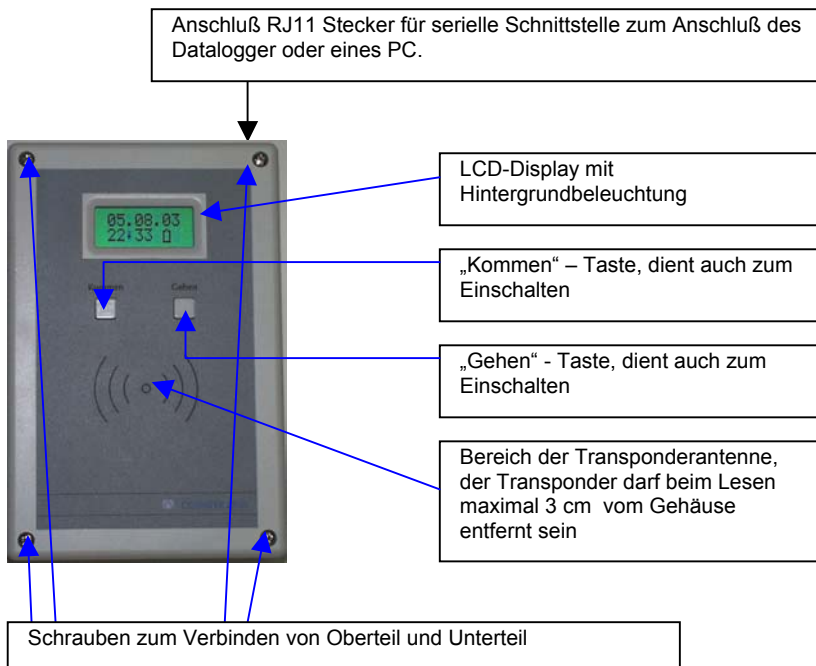 Anschluß RJ11 Stecker für serielle Schnittstelle zum Anschluß des
Datalogger oder eines PC.
LCD-Display mit
Hintergrundbeleuchtung
05.08.03
22:33
Kommen
Gehen
„Kommen“ – Taste, dient auch zum
Einschalten
„Gehen“ - Taste, dient auch zum
Einschalten
Bereich der Transponderantenne,
der Transponder darf beim Lesen
maximal 3 cm vom Gehäuse
entfernt sein
Schrauben zum Verbinden von Oberteil und Unterteil